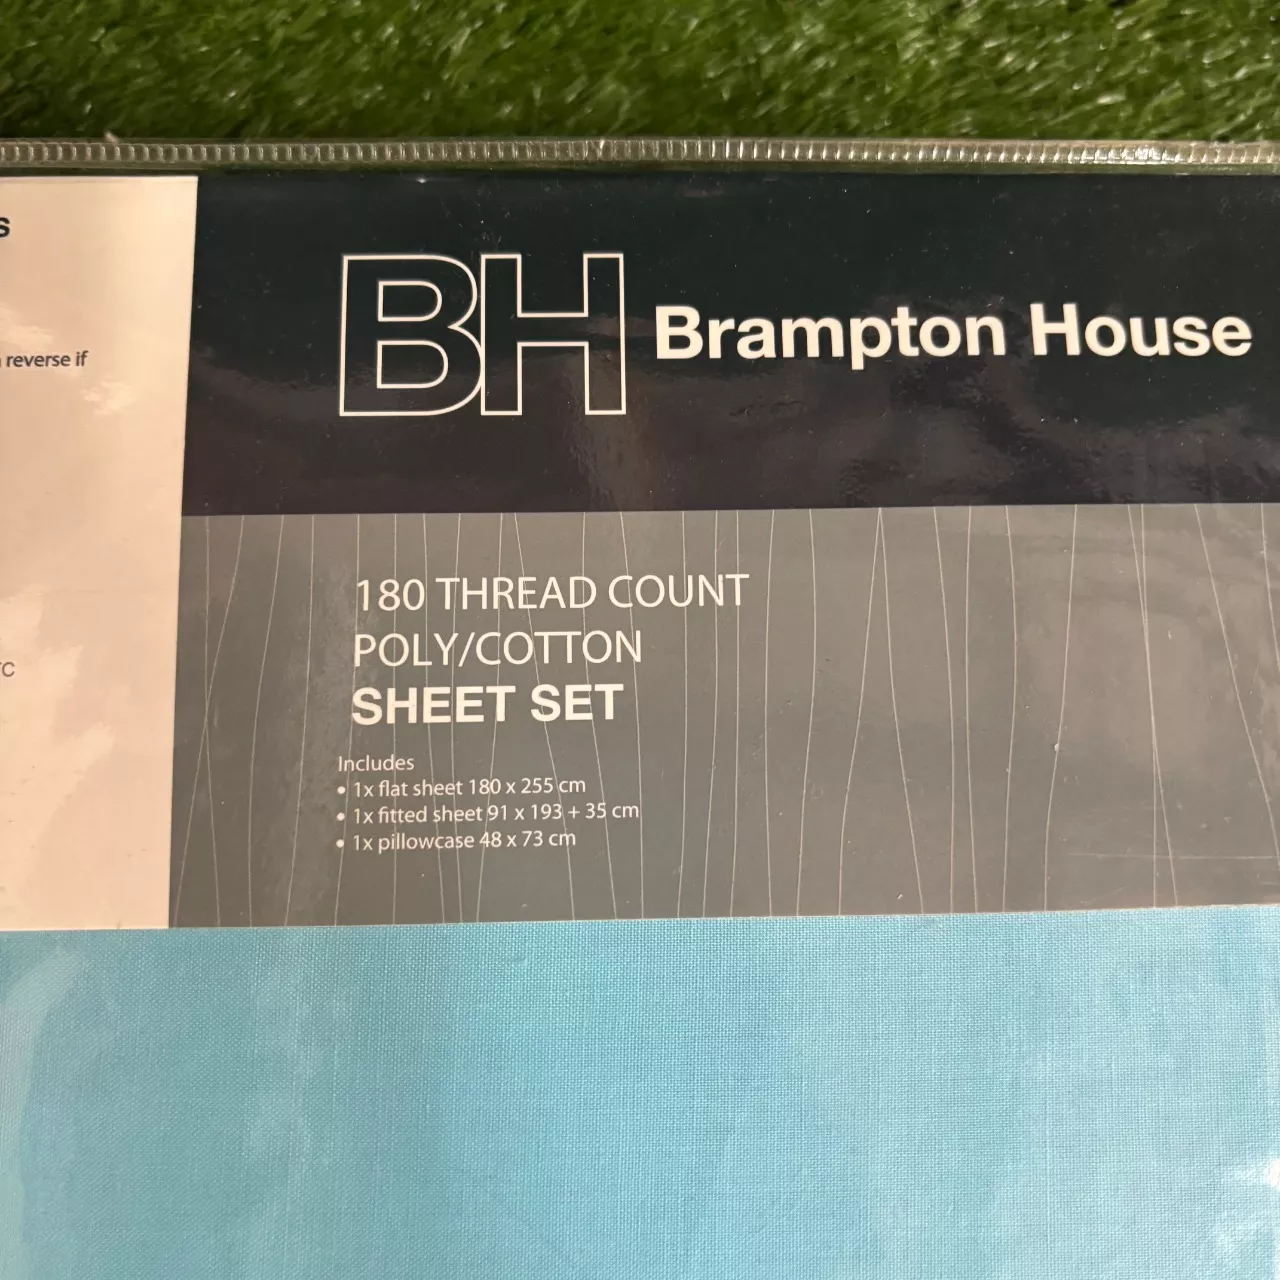 s
reverse if
TC
BH Brampton House
180 THREAD COUNT
POLY/COTTON
SHEET SET
Includes
• 1x flat sheet 180 x 255 cm
• 1x fitted sheet 91 x 193 + 35 cm
• 1x pillowcase 48 x 73 cm